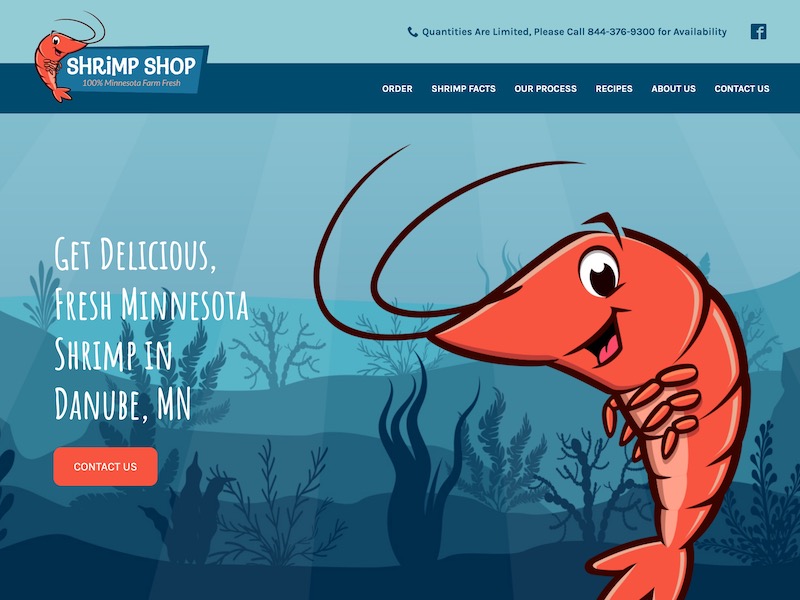 Quantities Are Limited, Please Call 844-376-9300 for Availability
SHRiMP SHOP
100% Minnesota Farm Fresh
ORDER SHRIMP FACTS OUR PROCESS RECIPES ABOUT US CONTACT US
Get Delicious,
Fresh Minnesota
Shrimp in
Danube, MN
CONTACT US